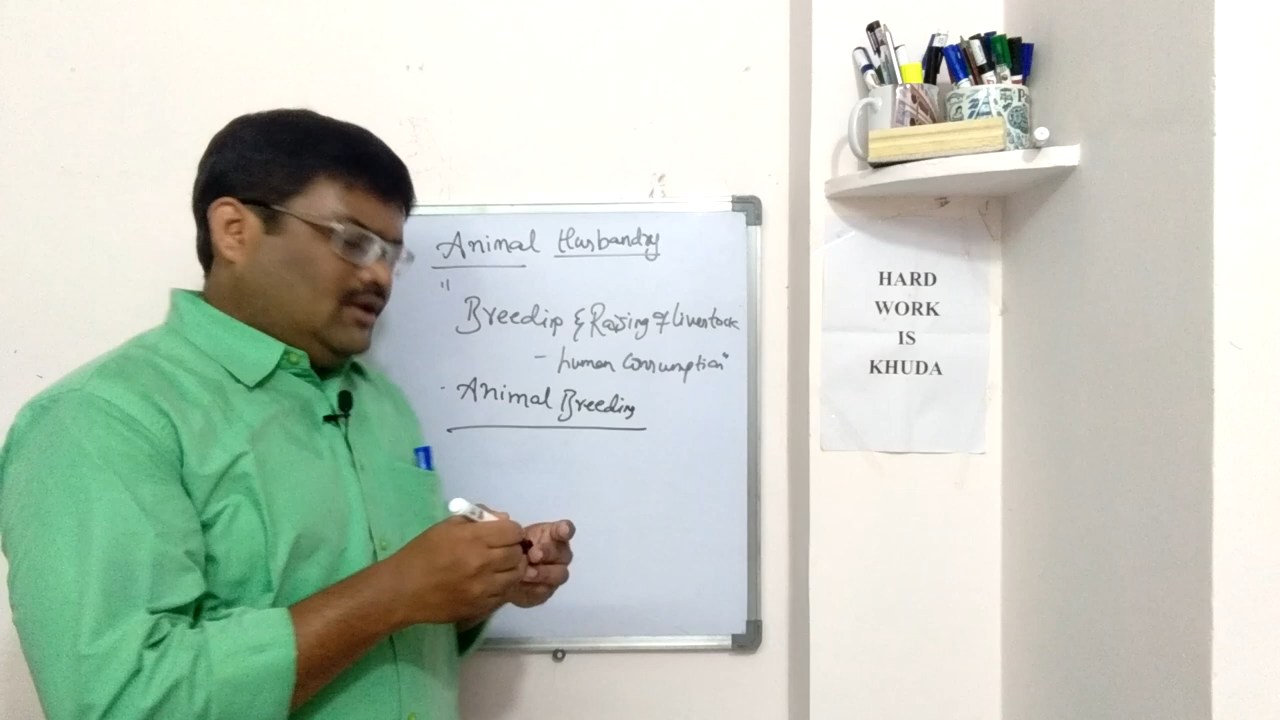 Animal Husbandry
"
Breeding & Raising of Livestock
- human Consumption"
· Animal Breeding
HARD
WORK
IS
KHUDA